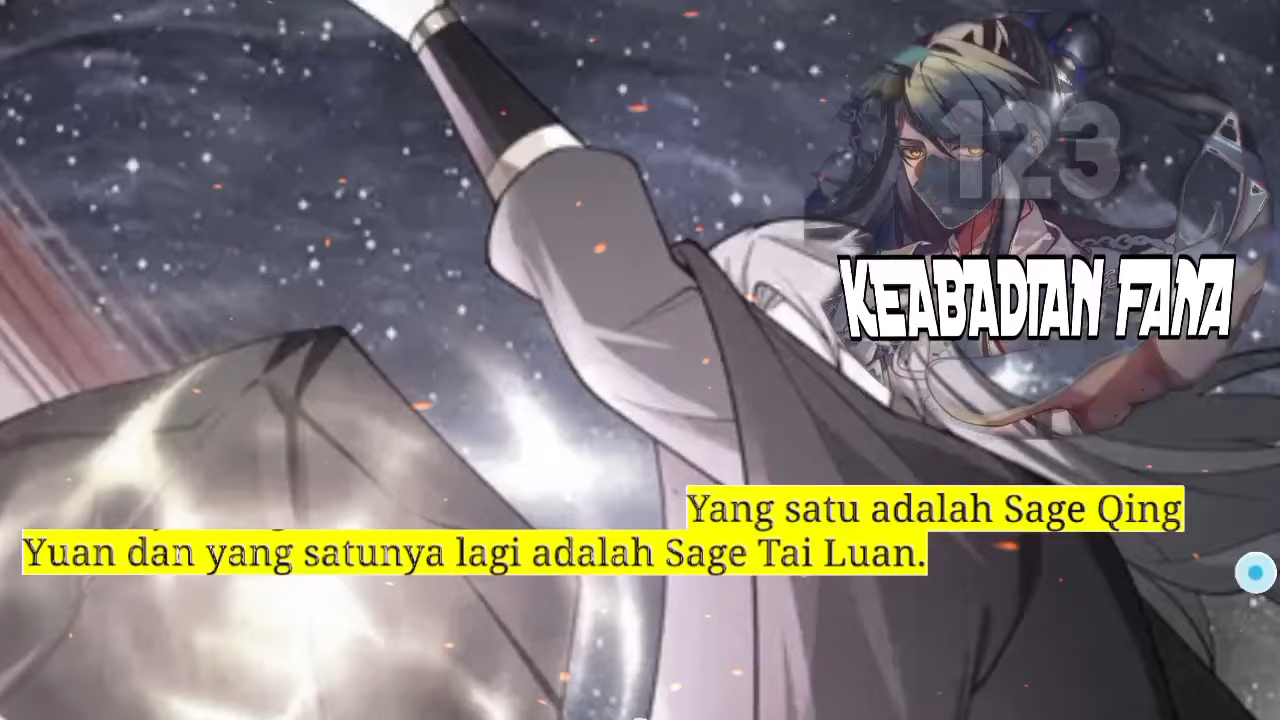 123
KEABADIAN FANA
Yang satu adalah Sage Qing
Yuan dan yang satunya lagi adalah Sage Tai Luan.